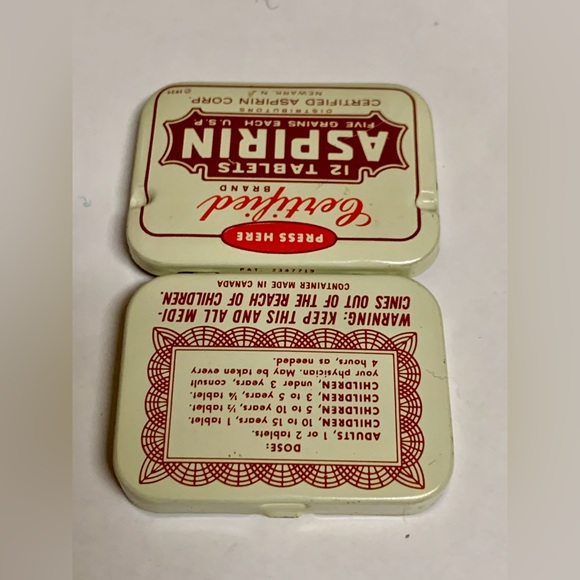 PRESS HERE
Certified
BRAND
12 TABLETS
ASPIRIN
FIVE GRAINS EACH U.S.P.
DISTRIBUTORS
CERTIFIED ASPIRIN CORP.
NEWARK, N.J.
DOSE:
ADULTS, 1 or 2 tablets.
CHILDREN, 10 to 15 years, 1 tablet.
CHILDREN, 5 to 10 years, ½ tablet.
CHILDREN, 3 to 5 years, ¼ tablet.
CHILDREN, under 3 years, consult
your physician. May be taken every
4 hours, as needed.
WARNING: KEEP THIS AND ALL MEDI-
CINES OUT OF THE REACH OF CHILDREN.
CONTAINER MADE IN CANADA
PAT. 2347719